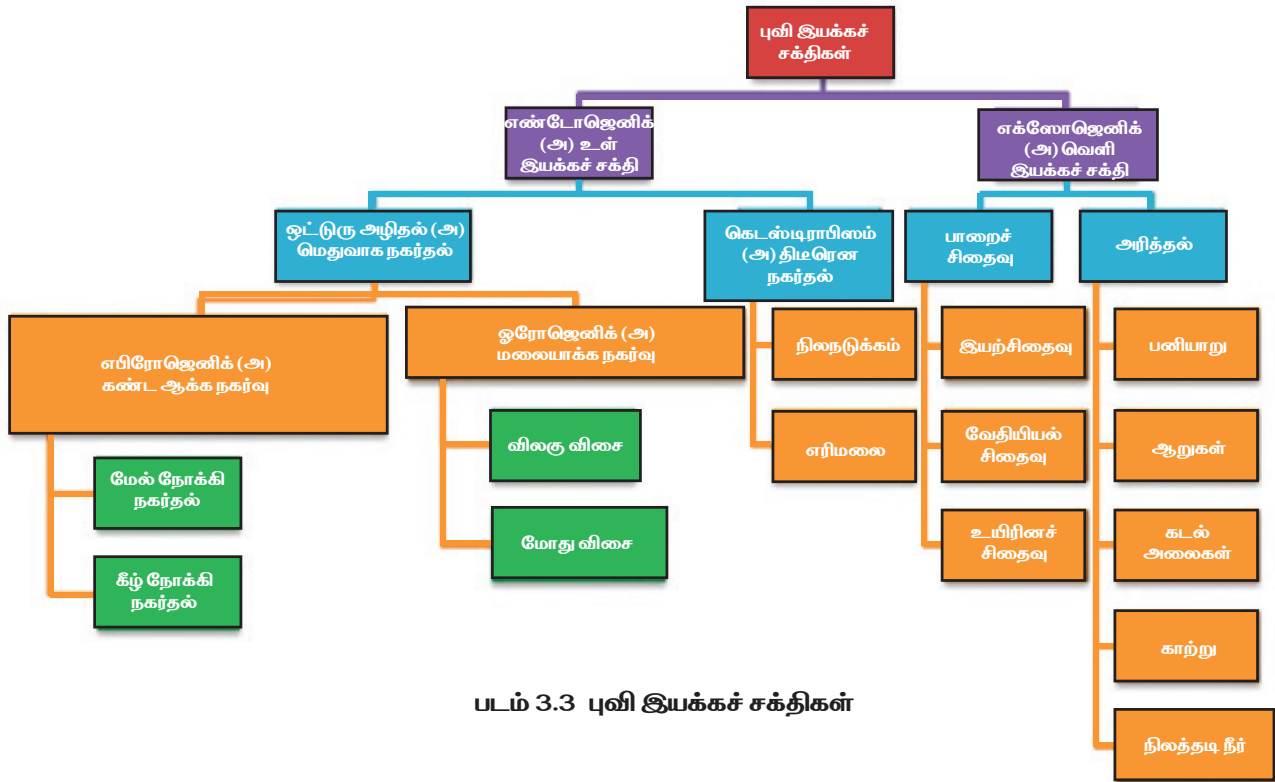 புவி இயக்கச்
சக்திகள்
எண்டோஜெனிக்
(அ) உள்
இயக்கச் சக்தி
எக்ஸோஜெனிக்
(அ) வெளி
இயக்கச் சக்தி
ஒட்டுரு அழிதல் (அ)
மெதுவாக நகர்தல்
கெடஸ்டிராபிஸம்
(அ) திடீரென
நகர்தல்
பாறைச்
சிதைவு
அரித்தல்
எபிரோஜெனிக் (அ)
கண்ட ஆக்க நகர்வு
ஓரோஜெனிக் (அ)
மலையாக்க நகர்வு
நிலநடுக்கம்
இயற்சிதைவு
பனியாறு
விலகு விசை
எரிமலை
வேதியியல்
சிதைவு
ஆறுகள்
மேல் நோக்கி
நகர்தல்
மோது விசை
உயிரினச்
சிதைவு
கடல்
அலைகள்
கீழ் நோக்கி
நகர்தல்
காற்று
நிலத்தடி நீர்
படம் 3.3 புவி இயக்கச் சக்திகள்